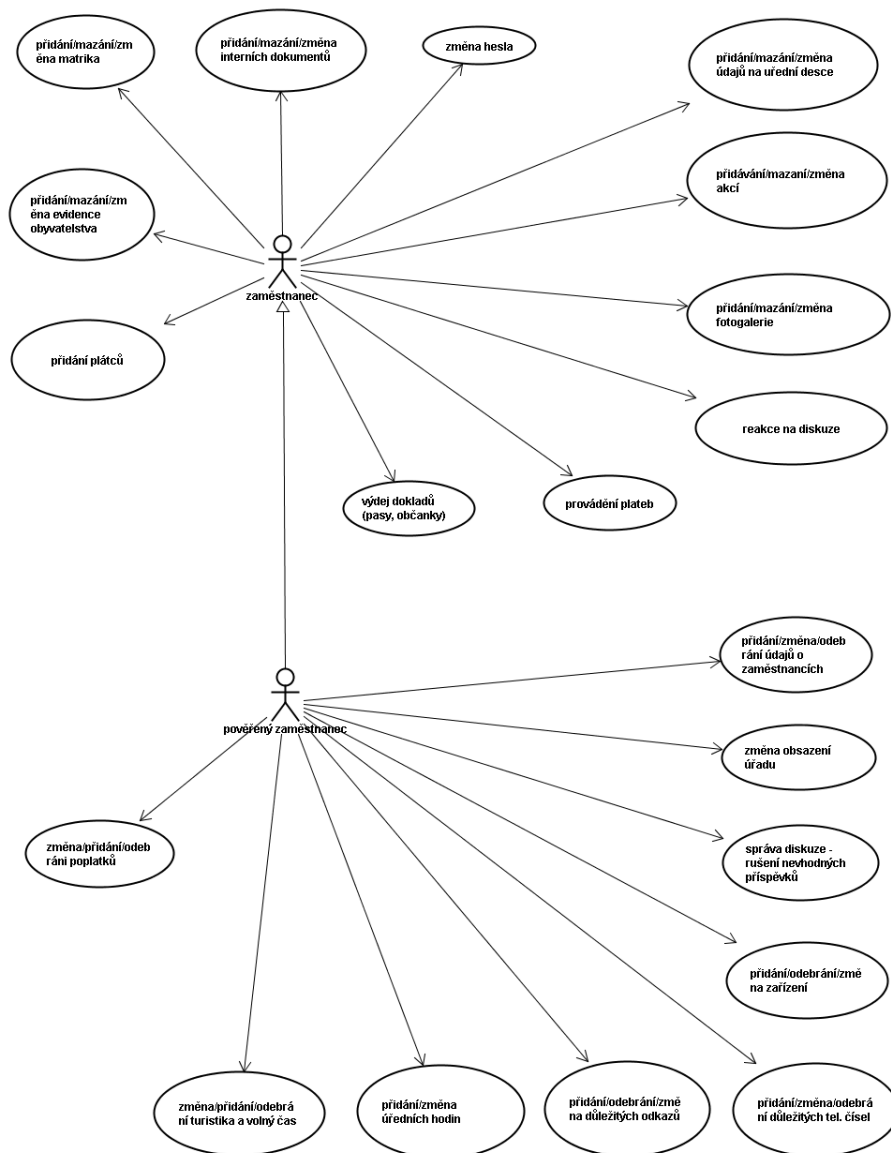 přidání/mazání/zm
ěna matrika
přidání/mazání/změna
interních dokumentů
změna hesla
přidání/mazání/změna
údajů na uřední desce
přidávání/mazaní/změna
akcí
přidání/mazání/zm
ěna evidence
obyvatelstva
zaměstnanec
přidání/mazání/změna
fotogalerie
přidání plátců
reakce na diskuze
výdej dokladů
(pasy, občanky)
provádění plateb
přidání/změna/odeb
rání údajů o
zaměstnancích
pověřený zaměstnanec
změna obsazení
úřadu
změna/přidání/odeb
ráni poplatků
správa diskuze -
rušení nevhodných
příspěvků
přidání/odebrání/změ
na zařízení
změna/přidání/odebrá
ní turistika a volný čas
přidání/změna
úředních hodin
přidání/odebrání/změ
na důležitých odkazů
přidání/změna/odebrá
ní důležitých tel. čísel